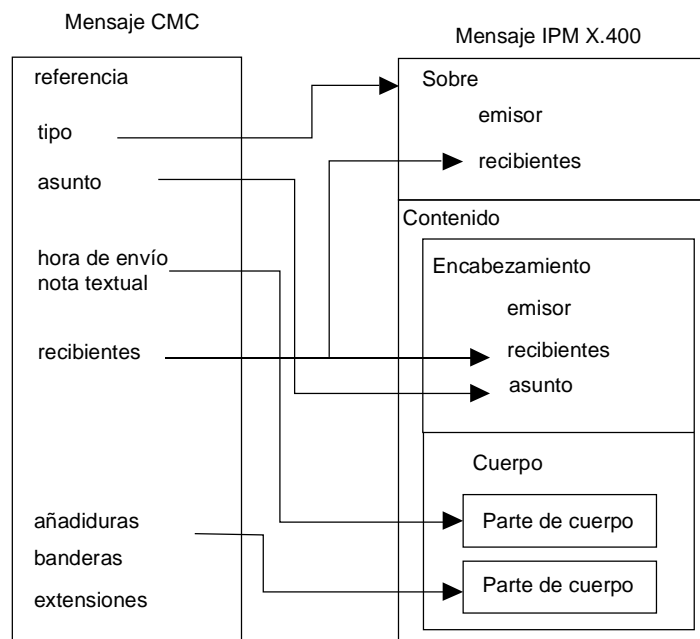 Mensaje CMC
referencia
tipo
asunto
hora de envío
nota textual
recibientes
añadiduras
banderas
extensiones
Mensaje IPM X.400
Sobre
emisor
recibientes
Contenido
Encabezamiento
emisor
recibientes
asunto
Cuerpo
Parte de cuerpo
Parte de cuerpo